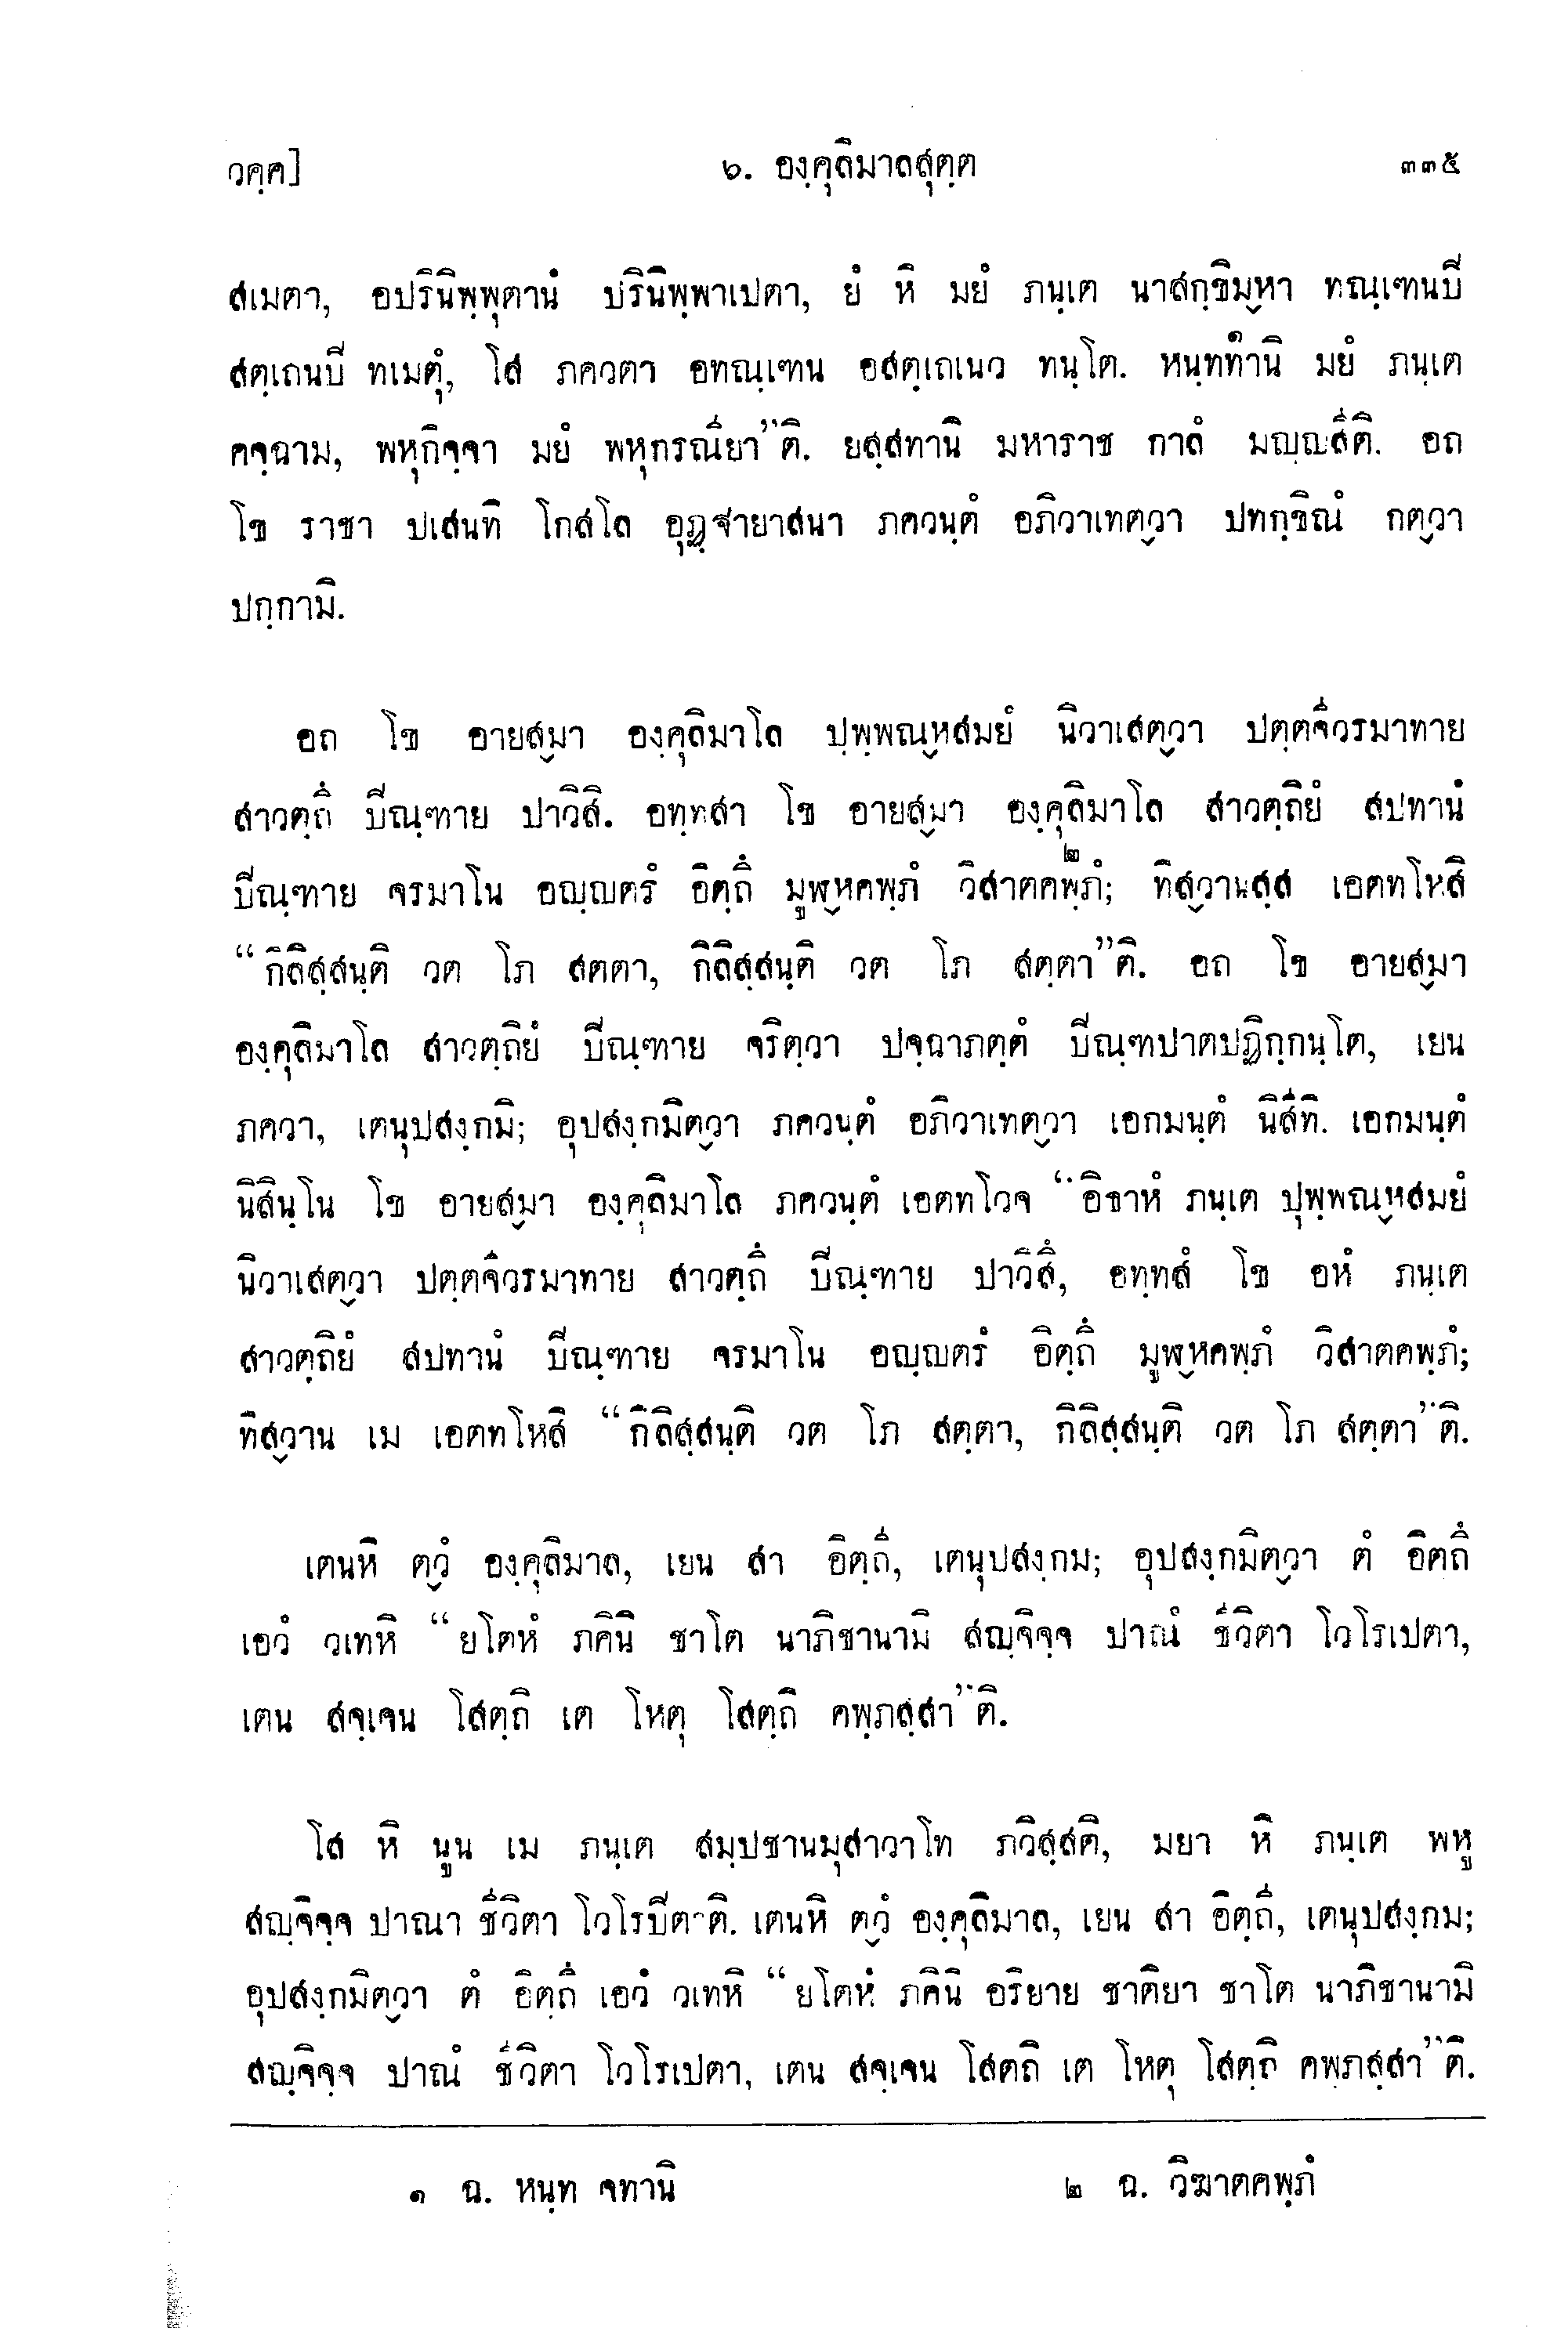 วคฺค]
๖. องฺคุลิมาลสุตฺต
๓๓๕
สเมตา, อปรินิพฺพุตานํ ปรินิพฺพาเปตา, ยํ หิ มยํ ภนฺเต นาสกฺขิมฺหา ทณฺเฑนปิ
สตฺเถนปิ ทเมตุํ, โส ภควตา อทณฺเฑน อสตฺเถเนว ทนฺโต. หนฺททานิ๑ มยํ ภนฺเต
คจฺฉาม, พหุกิจฺจา มยํ พหุกรณียา”ติ. ยสฺสทานิ มหาราช กาลํ มญฺญสีติ. อถ
โข ราชา ปเสนทิ โกสโล อุฏฺฐายาสนา ภควนฺตํ อภิวาเทตฺวา ปทกฺขิณํ กตฺวา
ปกฺกามิ.
อถ โข อายสฺมา องฺคุลิมาโล ปุพฺพณฺหสมยํ นิวาเสตฺวา ปตฺตจีวรมาทาย
สาวตฺถึ ปิณฺฑาย ปาวิสิ. อทฺทสา โข อายสฺมา องฺคุลิมาโล สาวตฺถิยํ สปทานํ
ปิณฺฑาย จรมาโน อญฺญตรํ อิตฺถึ มูฬฺหคพฺภํ วิสาตคพฺภํ๒; ทิสฺวานสฺส เอตทโหสิ
“กิลิสฺสนฺติ วต โภ สตตา, กิลิสฺสนฺติ วต โภ สตฺตา”ติ. อถ โข อายสฺมา
องฺคุลิมาโล สาวตฺถิยํ ปิณฺฑาย จริตฺวา ปจฺฉาภตฺตํ ปิณฺฑปาตปฏิกฺกนฺโต, เยน
ภควา, เตนุปสงฺกมิ; อุปสงฺกมิตฺวา ภควนฺตํ อภิวาเทตฺวา เอกมนฺตํ นิสีทิ. เอกมนฺตํ
นิสินฺโน โข อายสฺมา องฺคุลิมาโล ภควนฺตํ เอตทโวจ “อิธาหํ ภนฺเต ปุพฺพณฺหสมยํ
นิวาเสตฺวา ปตฺตจีวรมาทาย สาวตฺถึ ปิณฺฑาย ปาวิสึ, อทฺทสํ โข อหํ ภนฺเต
สาวตฺถิยํ สปทานํ ปิณฺฑาย จรมาโน อญฺญตรํ อิตฺถึ มูฬฺหคพฺภํ วิสาตคพฺภํ;
ทิสฺวาน เม เอตทโหสิ “กิลิสฺสนฺติ วต โภ สตฺตา, กิลิสฺสนฺติ วต โภ สตฺตา”ติ.
เตนหิ ตฺวํ องฺคุลิมาล, เยน สา อิตฺถี, เตนุปสงฺกม; อุปสงฺกมิตฺวา ตํ อิตถึ
เอวํ วเทหิ “ยโตหํ ภคินิ ชาโต นาภิชานามิ สญฺจิจฺจ ปาณํ ชีวิตา โวโรเปตา,
เตน สจฺเจน โสตฺถิ เต โหตุ โสตฺถิ คพฺภสฺสา”ติ.
โส หิ นูน เม ภนฺเต สมฺปชานมุสาวาโท ภวิสฺสติ, มยา หิ ภนฺเต พหู
สญฺจิจฺจ ปาณา ชีวิตา โวโรปิตาติ. เตนหิ ตฺวํ องฺคุลิมาล, เยน สา อิตฺถี, เตนุปสงฺกม;
อุปสงฺกมิตฺวา ตํ อิตฺถึ เอวํ วเทหิ “ยโตหํ ภคินิ อริยาย ชาติยา ชาโต นาภิชานามิ
สญฺจิจฺจ ปาณํ ชีวิตา โวโรเปตา, เตน สจฺเจน โสตถิ เต โหตุ โสตฺถิ คพฺภสฺสา”ติ.
๑ ฉ. หนฺท จทานิ
๒ ฉ. วิฆาตคพฺภํ